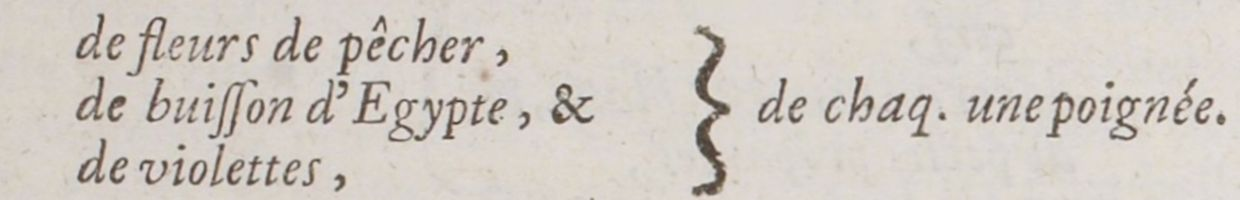 de fleurs de pêcher,
de buiſſon d'Egypte, & } de chaq. une poignée.
de violettes,